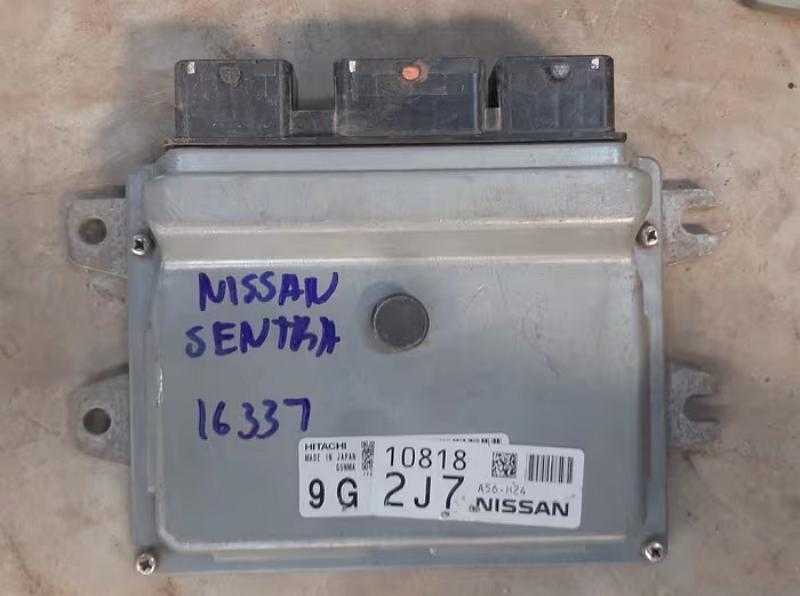 NISSAN
SENTRA
16337
HITACHI
MADE IN JAPAN
GUNMA
10818
9G 2J7
A56-H24
NISSAN